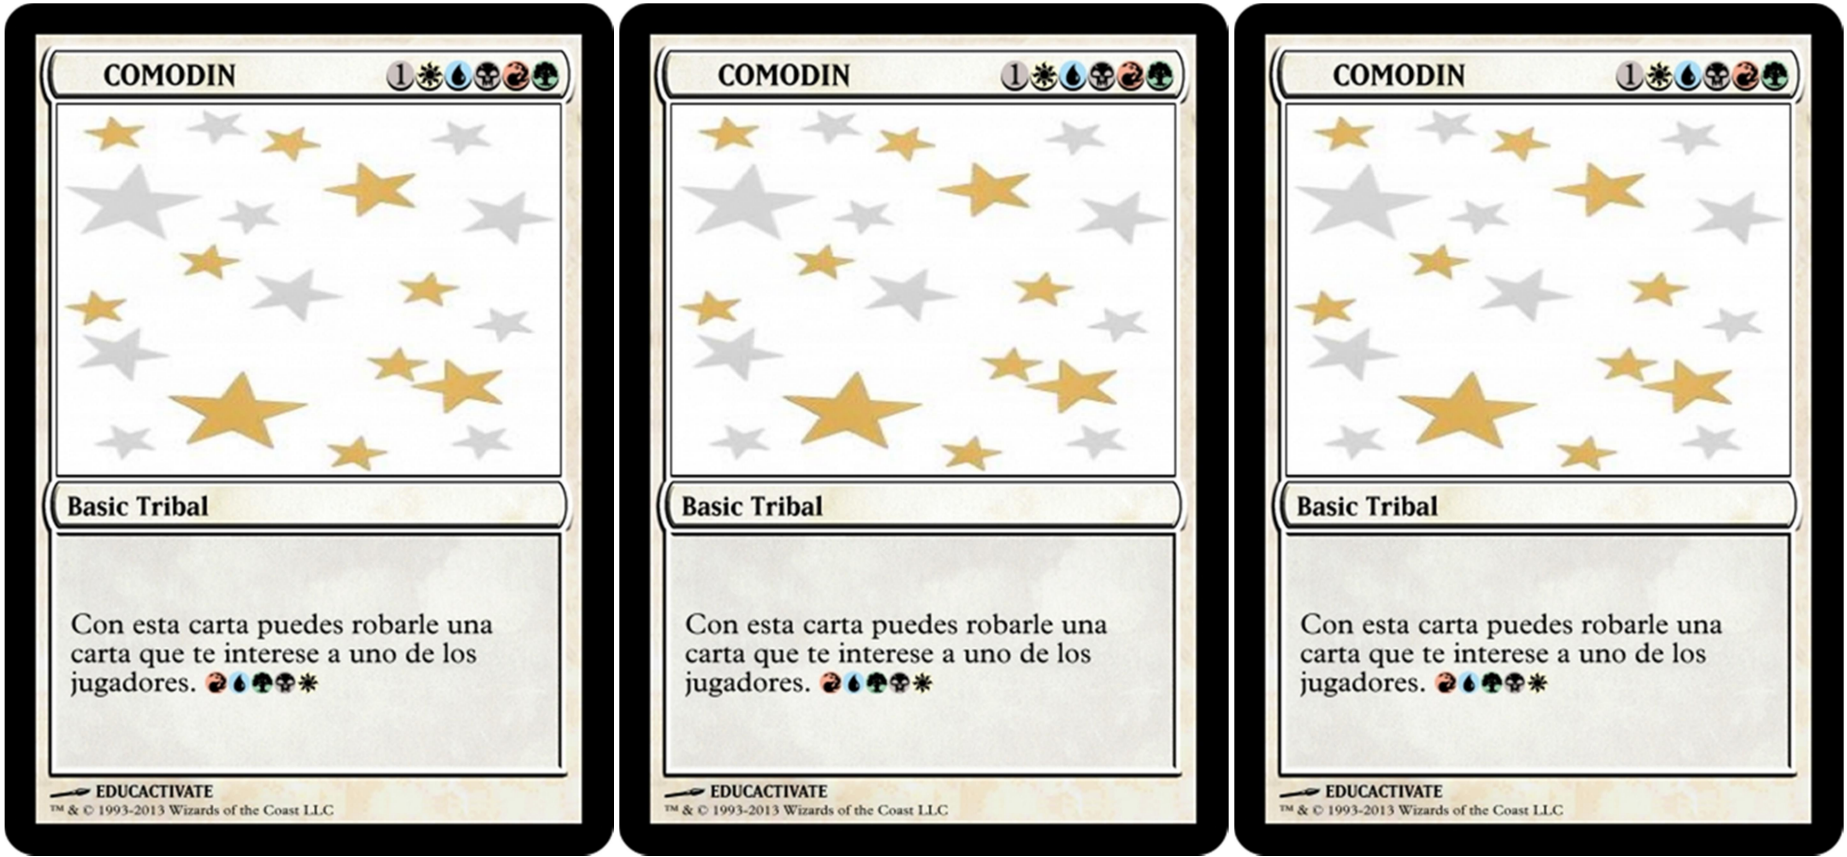 COMODIN 1
Basic Tribal
Con esta carta puedes robarle una
carta que te interese a uno de los
jugadores.
EDUCACTIVATE
™ & © 1993-2013 Wizards of the Coast LLC
COMODIN 1
Basic Tribal
Con esta carta puedes robarle una
carta que te interese a uno de los
jugadores.
EDUCACTIVATE
™ & © 1993-2013 Wizards of the Coast LLC
COMODIN 1
Basic Tribal
Con esta carta puedes robarle una
carta que te interese a uno de los
jugadores.
EDUCACTIVATE
™ & © 1993-2013 Wizards of the Coast LLC